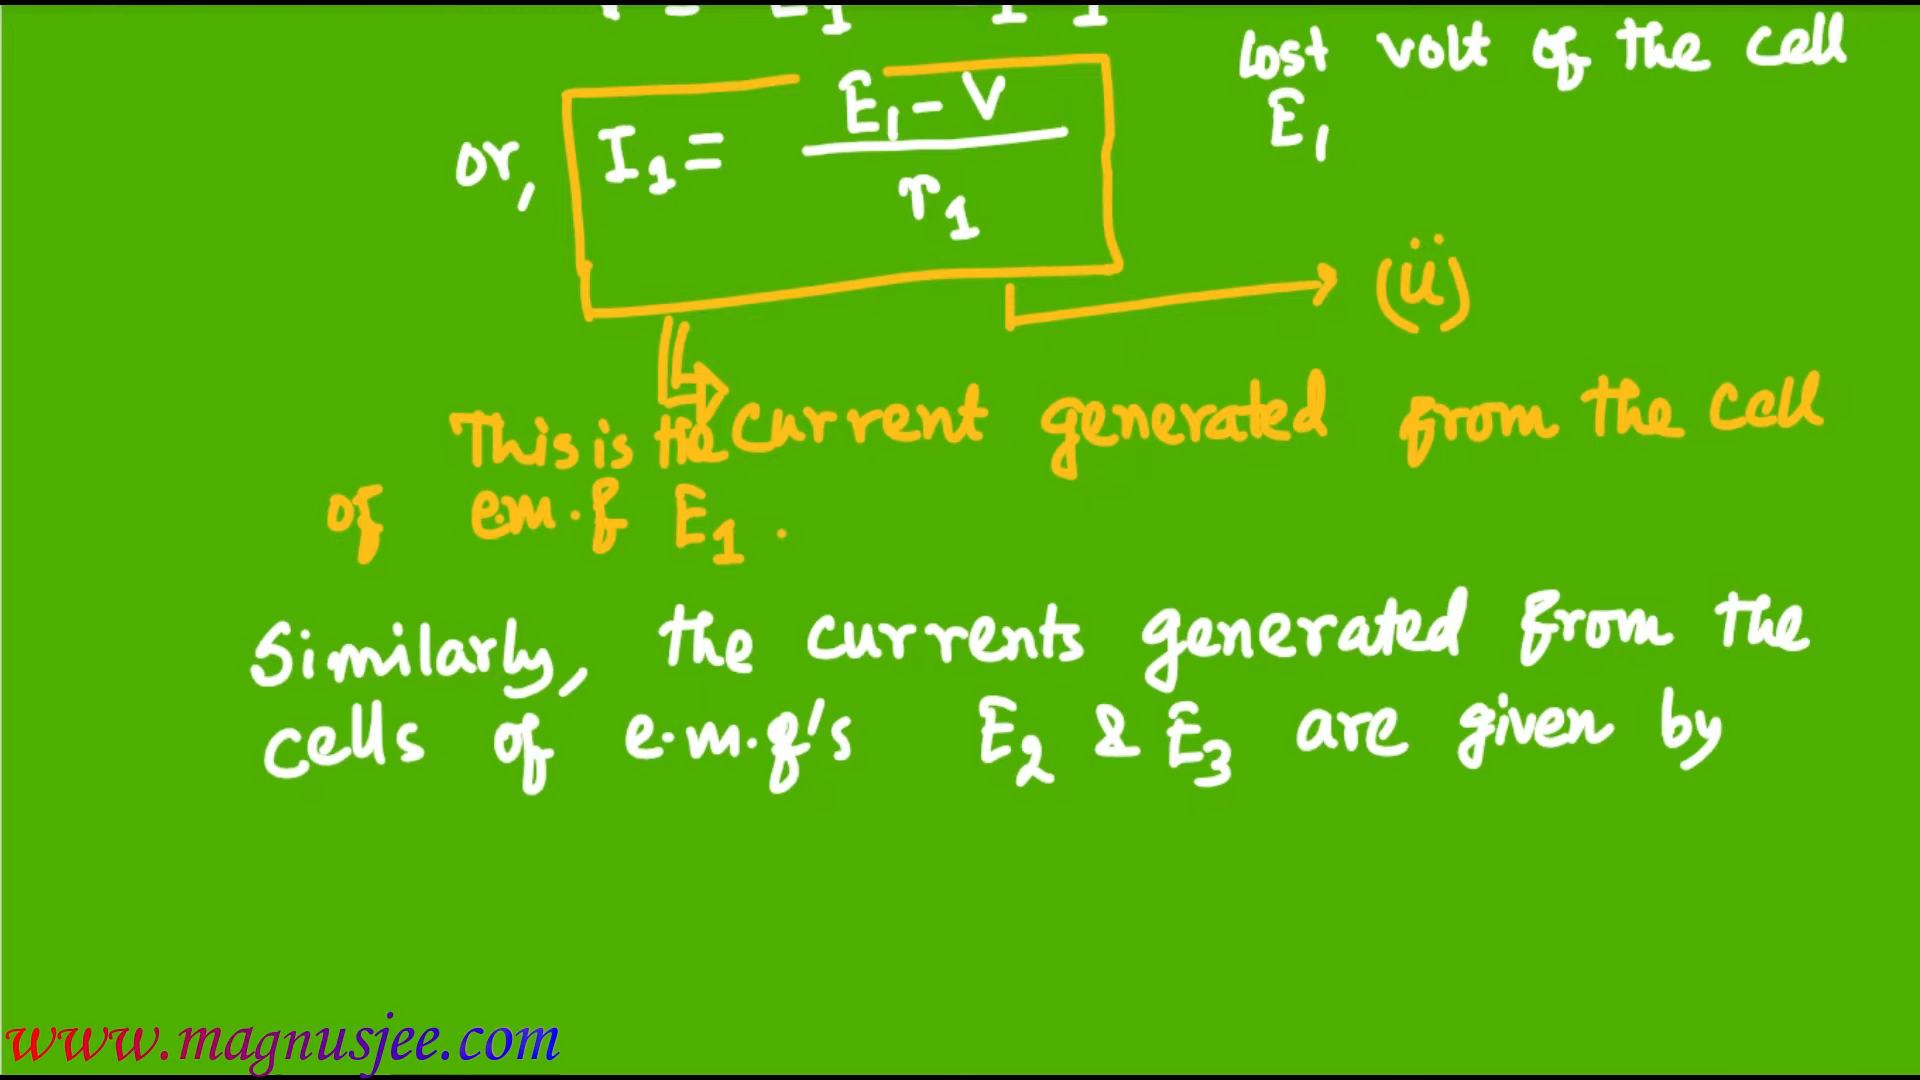 lost volt of the cell
E1
or, I1 = E1 - V / r1
(ii)
This is the current generated from the cell
of e.m.f E1.
Similarly, the currents generated from the
cells of e.m.f's E2 & E3 are given by
www.magnusjee.com